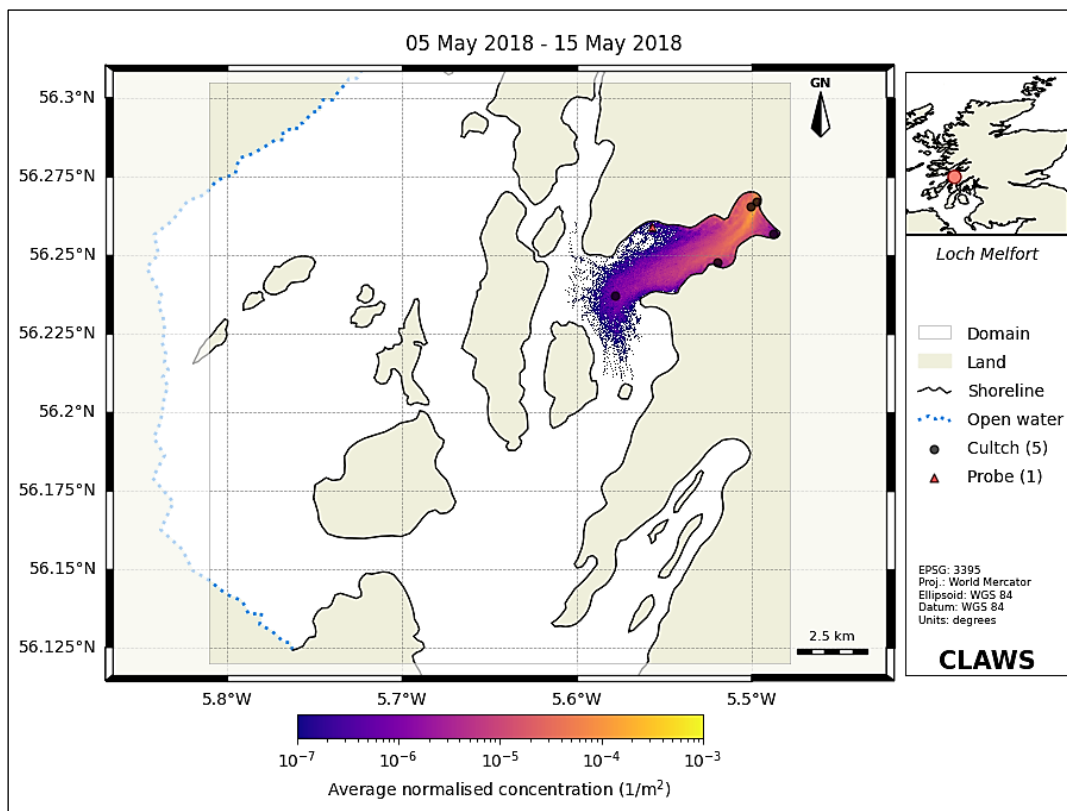 05 May 2018 - 15 May 2018
GN
56.3°N
56.275°N
56.25°N
56.225°N
56.2°N
56.175°N
56.15°N
56.125°N
5.8°W
5.7°W
5.6°W
5.5°W
2.5 km
10⁻⁷
10⁻⁶
10⁻⁵
10⁻⁴
10⁻³
Average normalised concentration (1/m²)
Loch Melfort
Domain
Land
Shoreline
Open water
Cultch (5)
Probe (1)
EPSG: 3395
Proj.: World Mercator
Ellipsoid: WGS 84
Datum: WGS 84
Units: degrees
CLAWS